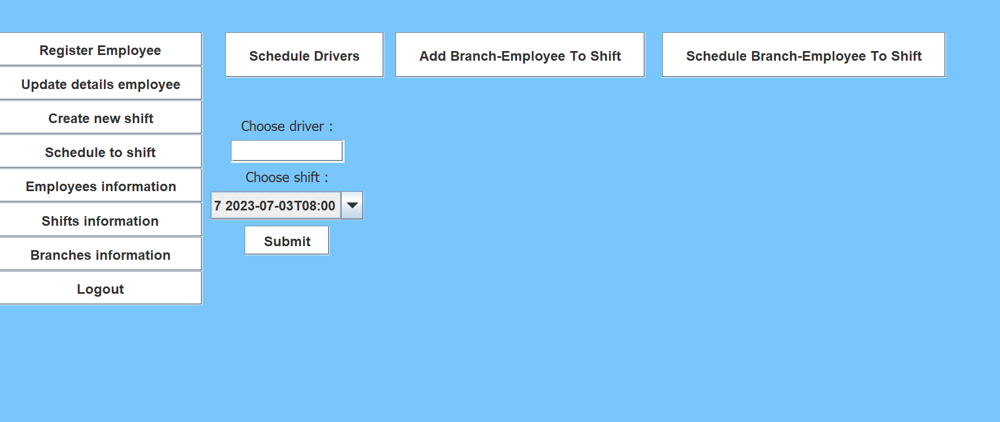 Register Employee
Update details employee
Create new shift
Schedule to shift
Employees information
Shifts information
Branches information
Logout
Schedule Drivers
Add Branch-Employee To Shift
Schedule Branch-Employee To Shift
Choose driver :
Choose shift :
7 2023-07-03T08:00
Submit